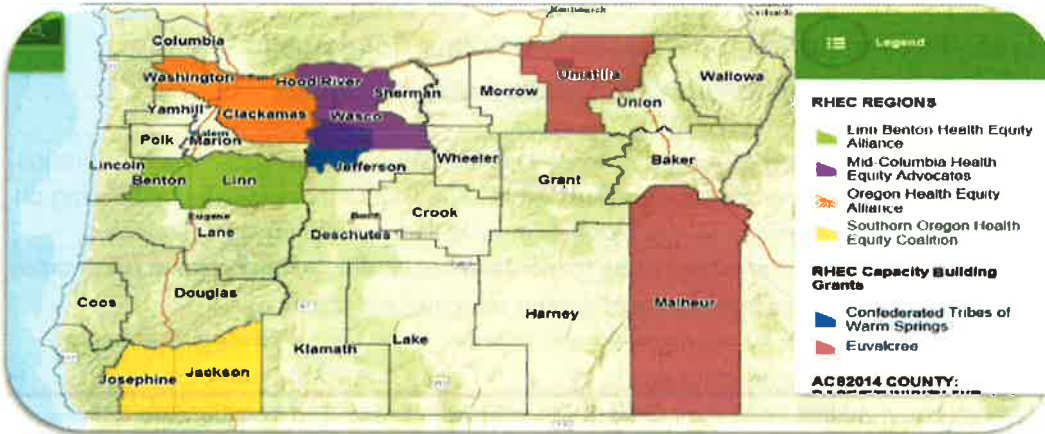 Columbia
Washington
Hood River
Sherman
Morrow
Umatilla
Wallowa
Union
Yamhill
Clackamas
Wasco
Polk
Marion
Lincoln
Benton
Linn
Jefferson
Wheeler
Grant
Baker
Eugene
Lane
Crook
Deschutes
Coos
Douglas
Klamath
Lake
Harney
Malheur
Josephine
Jackson
Legend
RHEC REGIONS
Linn Benton Health Equity
Alliance
Mid-Columbia Health
Equity Advocates
Oregon Health Equity
Alliance
Southern Oregon Health
Equity Coalition
RHEC Capacity Building
Grants
Confederated Tribes of
Warm Springs
Euvalcree
ACS2014 COUNTY: